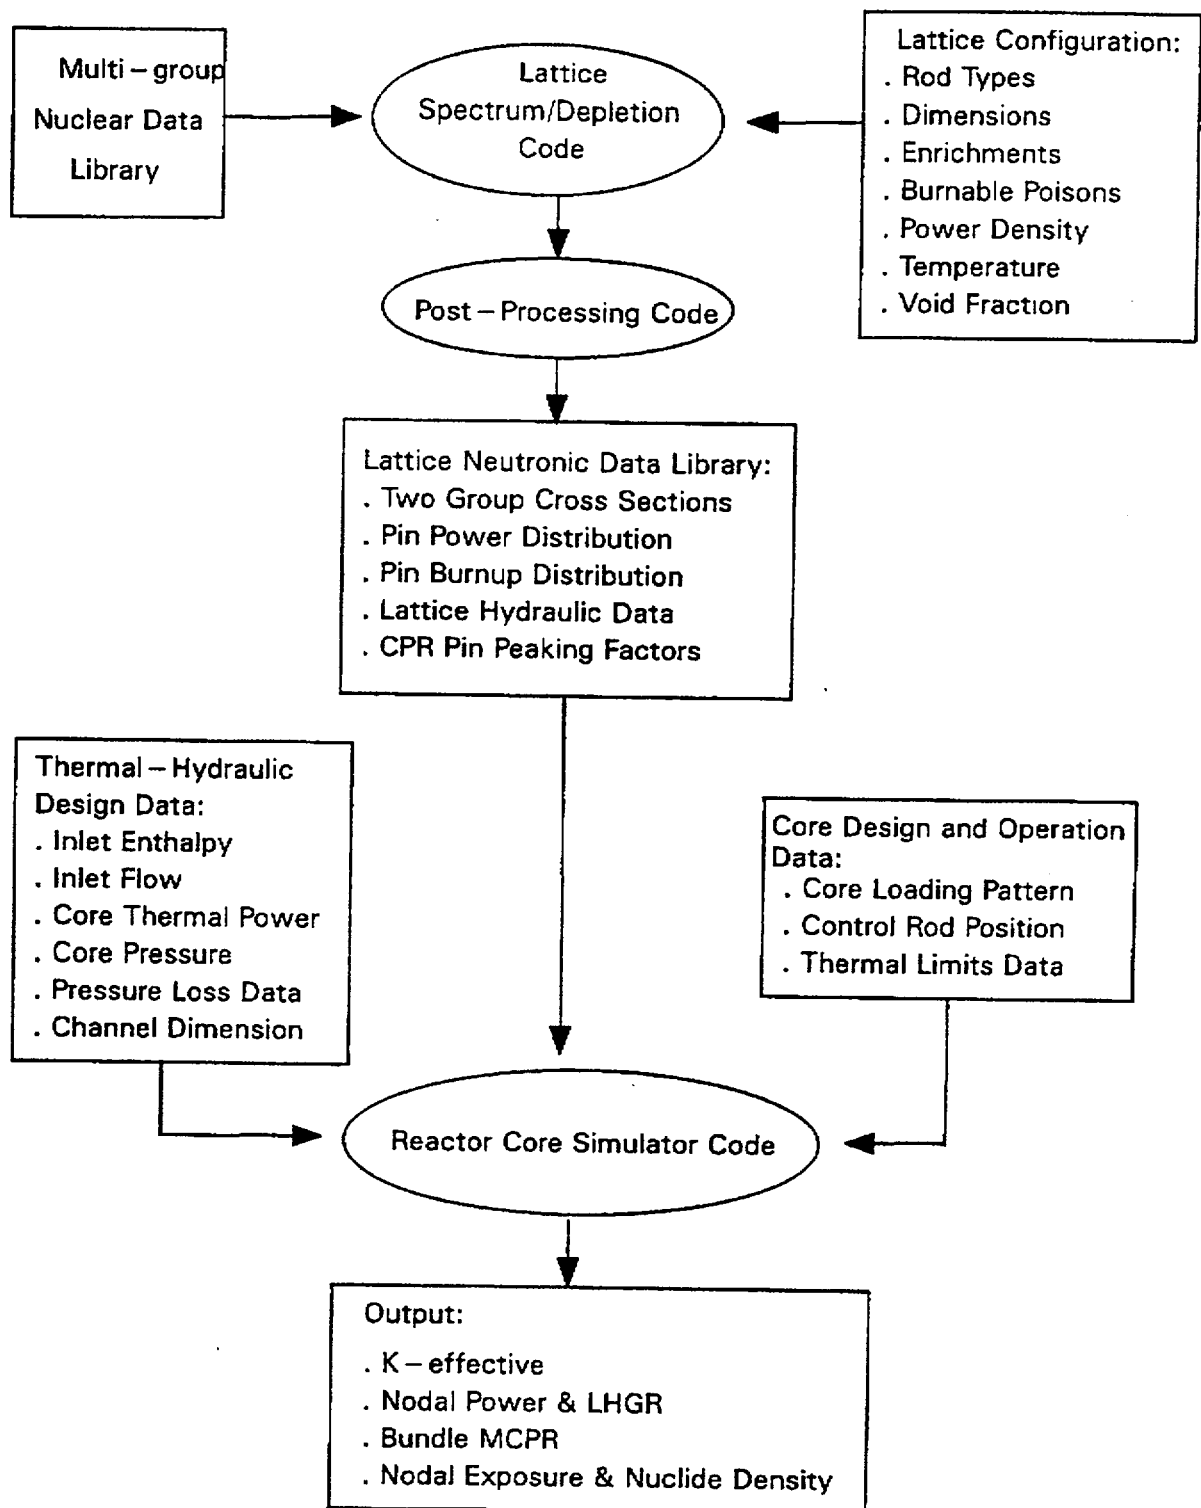 Multi-group
Nuclear Data
Library
Lattice
Spectrum/Depletion
Code
Lattice Configuration:
. Rod Types
. Dimensions
. Enrichments
. Burnable Poisons
. Power Density
. Temperature
. Void Fraction
Post-Processing Code
Lattice Neutronic Data Library:
. Two Group Cross Sections
. Pin Power Distribution
. Pin Burnup Distribution
. Lattice Hydraulic Data
. CPR Pin Peaking Factors
Thermal-Hydraulic
Design Data:
. Inlet Enthalpy
. Inlet Flow
. Core Thermal Power
. Core Pressure
. Pressure Loss Data
. Channel Dimension
Core Design and Operation
Data:
. Core Loading Pattern
. Control Rod Position
. Thermal Limits Data
Reactor Core Simulator Code
Output:
. K-effective
. Nodal Power & LHGR
. Bundle MCPR
. Nodal Exposure & Nuclide Density